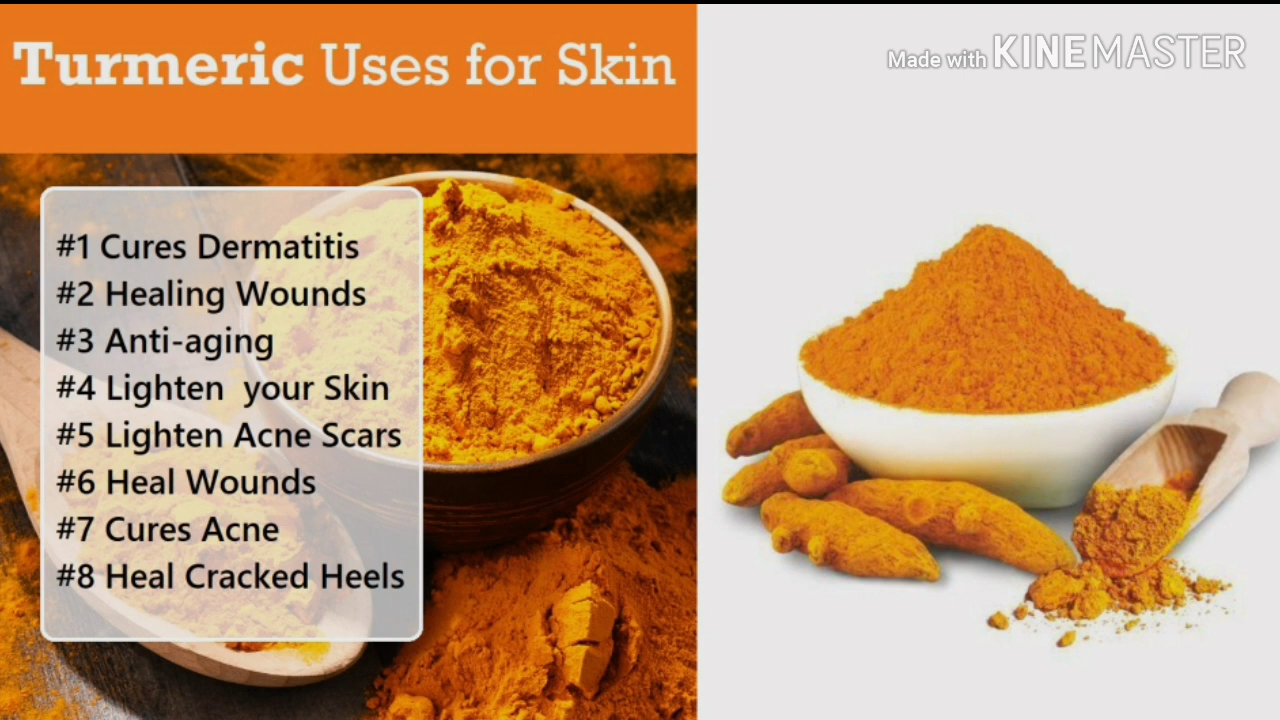 Turmeric Uses for Skin
Made with KINEMASTER
#1 Cures Dermatitis
#2 Healing Wounds
#3 Anti-aging
#4 Lighten your Skin
#5 Lighten Acne Scars
#6 Heal Wounds
#7 Cures Acne
#8 Heal Cracked Heels